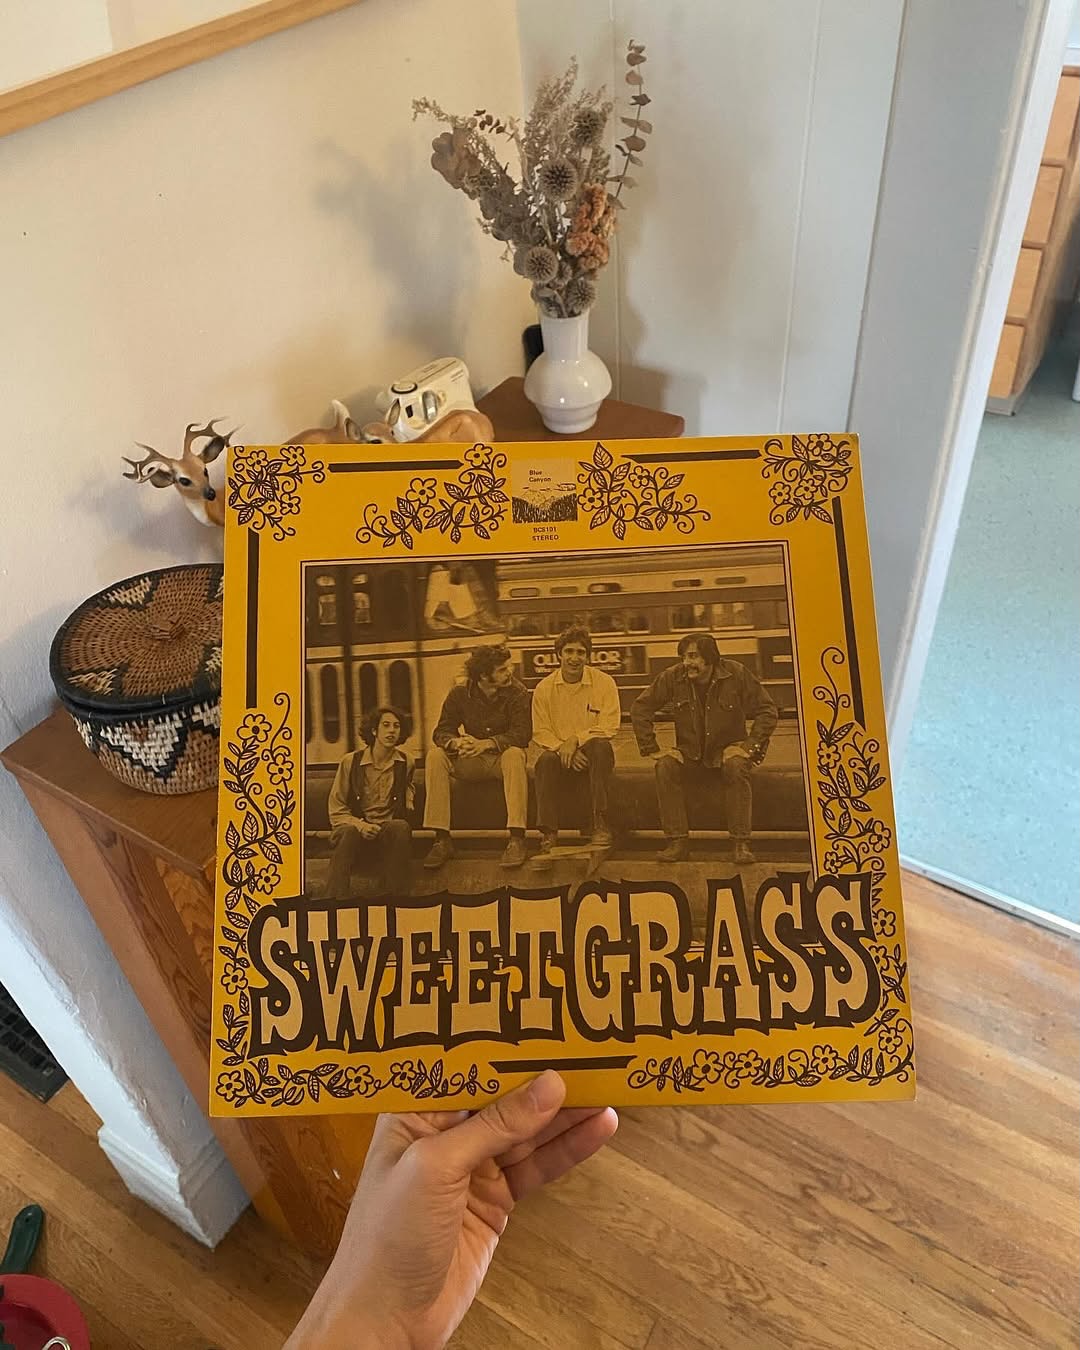 Blue
Canyon
BCS101
STEREO
SWEETGRASS